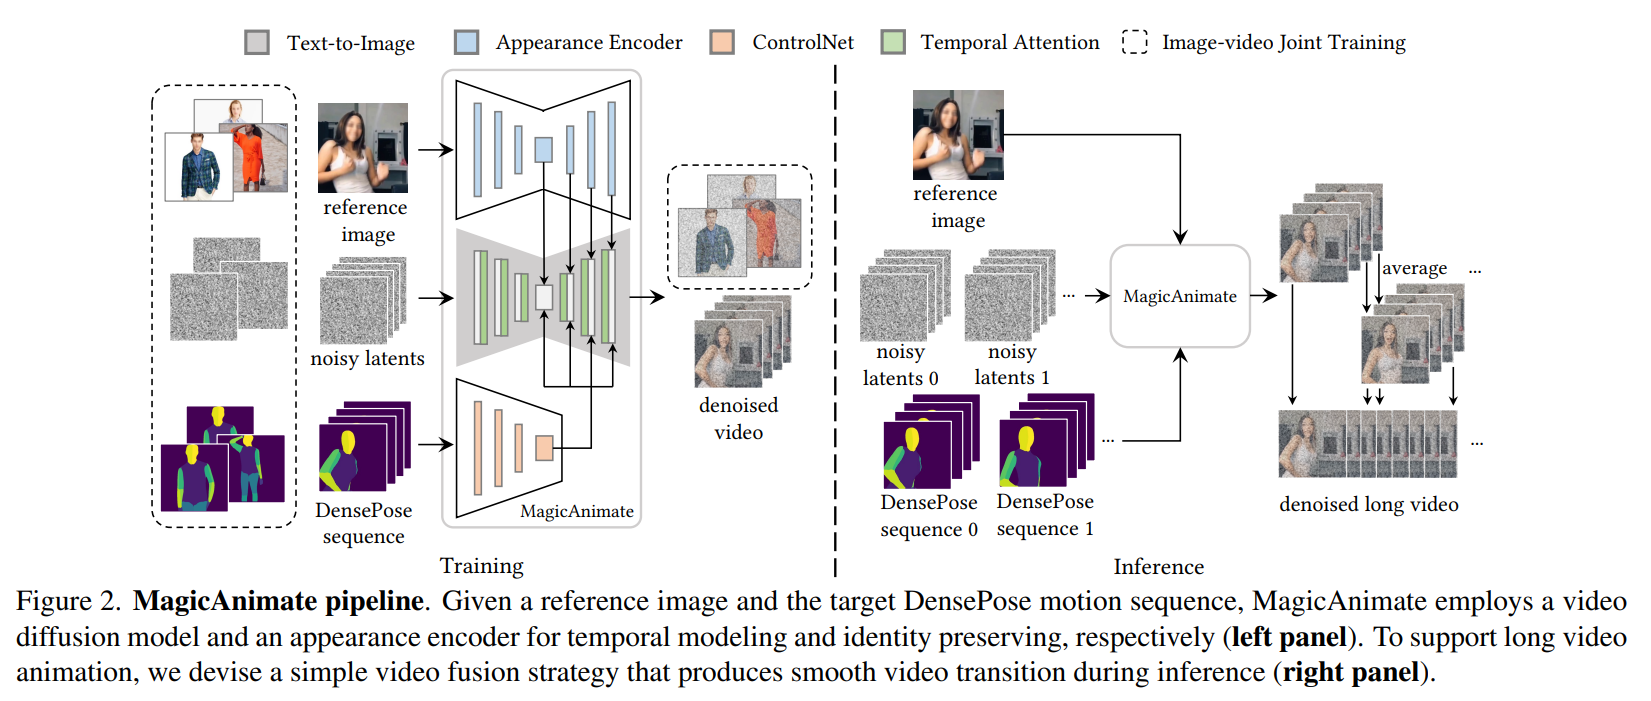 Text-to-Image
Appearance Encoder
ControlNet
Temporal Attention
Image-video Joint Training
reference
image
noisy latents
DensePose
sequence
MagicAnimate
denoised
video
Training
reference
image
noisy
latents 0
noisy
latents 1
...
DensePose
sequence 0
DensePose
sequence 1
...
MagicAnimate
average
...
...
denoised long video
Inference
Figure 2. MagicAnimate pipeline. Given a reference image and the target DensePose motion sequence, MagicAnimate employs a video
diffusion model and an appearance encoder for temporal modeling and identity preserving, respectively (left panel). To support long video
animation, we devise a simple video fusion strategy that produces smooth video transition during inference (right panel).